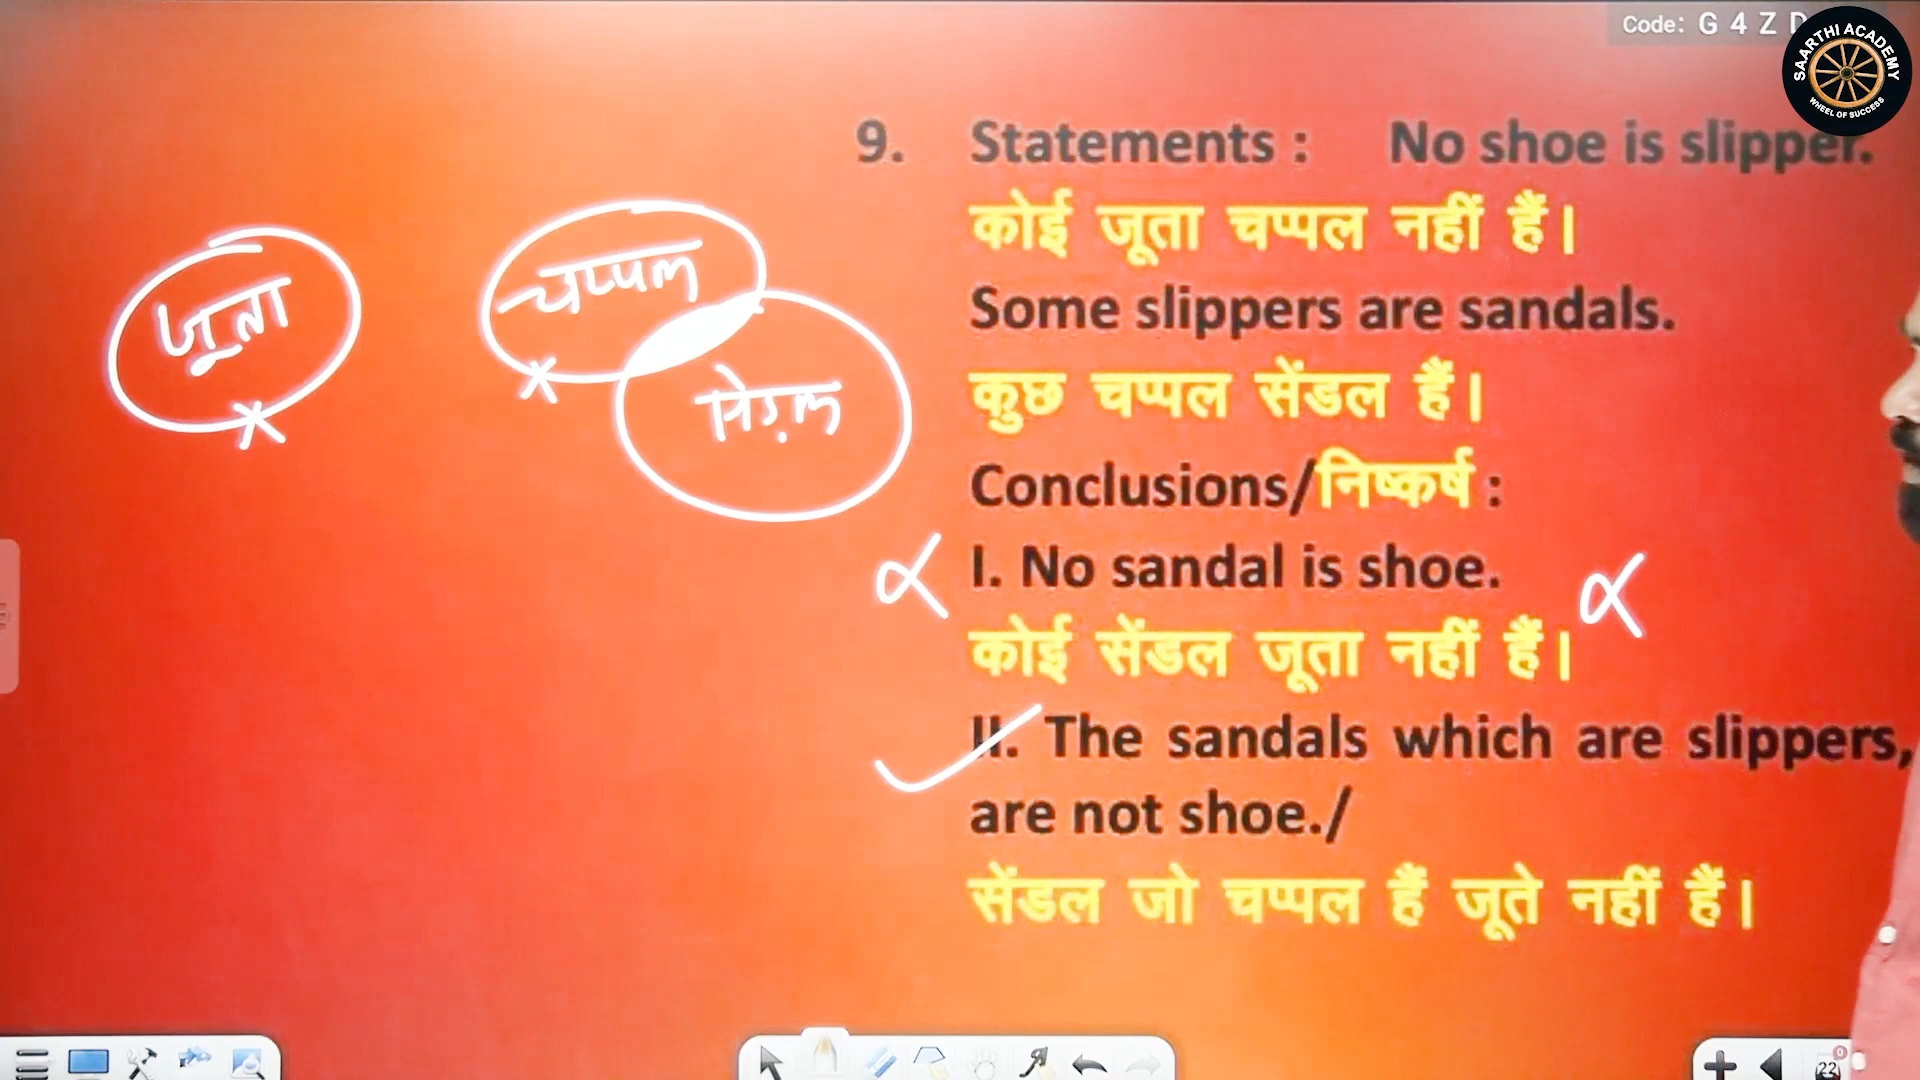 Code: G 4 Z D
SAARTHI ACADEMY
WHEEL OF SUCCESS
9. Statements : No shoe is slipper.
कोई जूता चप्पल नहीं हैं।
Some slippers are sandals.
कुछ चप्पल सेंडल हैं।
Conclusions/निष्कर्ष :
I. No sandal is shoe.
कोई सेंडल जूता नहीं हैं।
II. The sandals which are slippers,
are not shoe./
सेंडल जो चप्पल हैं जूते नहीं हैं।
जूता
चप्पल
22
0